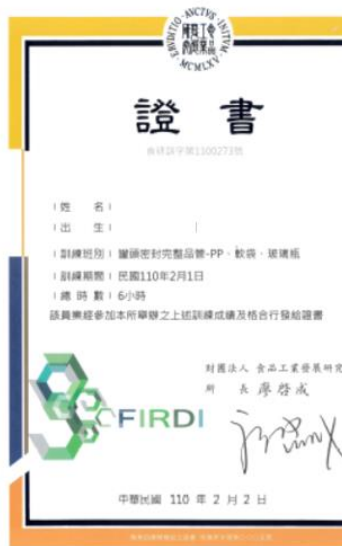 ERVDITIO·AVCTVS·INITVM·MCMLXV
證書
食研訓字第1100273號
姓名
出生
訓練班別 罐頭密封完整品管-PP、軟袋、玻璃瓶
訓練期間 民國110年2月1日
總時數 6小時
該員業經參加本所舉辦之上述訓練成績及格合行發給證書
財團法人 食品工業發展研究
所長 廖啓成
FIRDI
中華民國 110 年 2 月 2 日